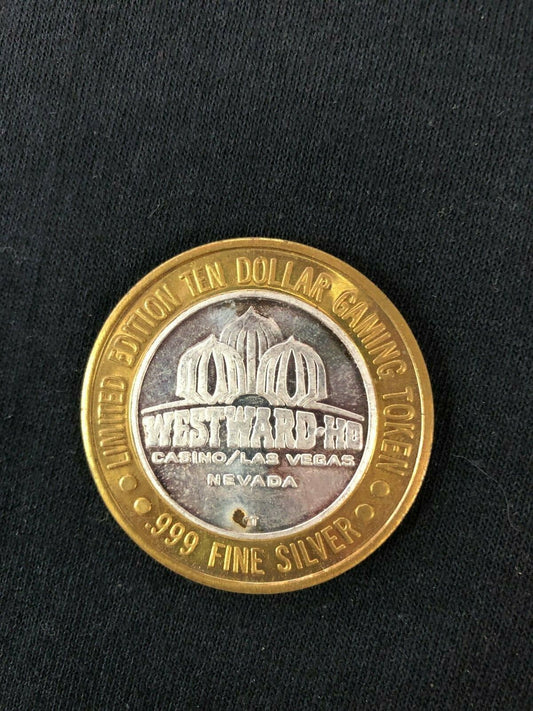 LIMITED EDITION TEN DOLLAR GAMING TOKEN
WESTWARD·HO
CASINO/LAS VEGAS
NEVADA
.999 FINE SILVER